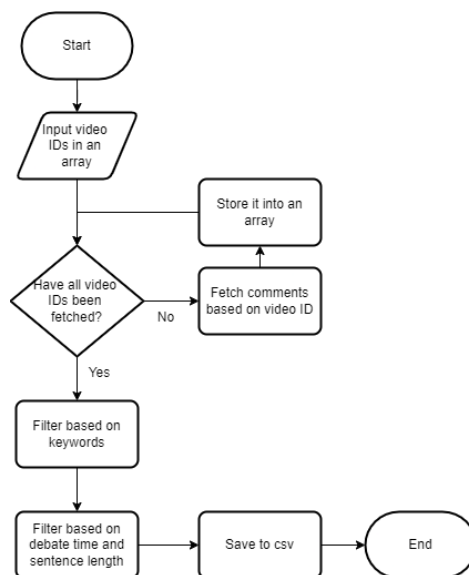 Start
Input video
IDs in an
array
Store it into an
array
Have all video
IDs been
fetched?
No
Fetch comments
based on video ID
Yes
Filter based on
keywords
Filter based on
debate time and
sentence length
Save to csv
End